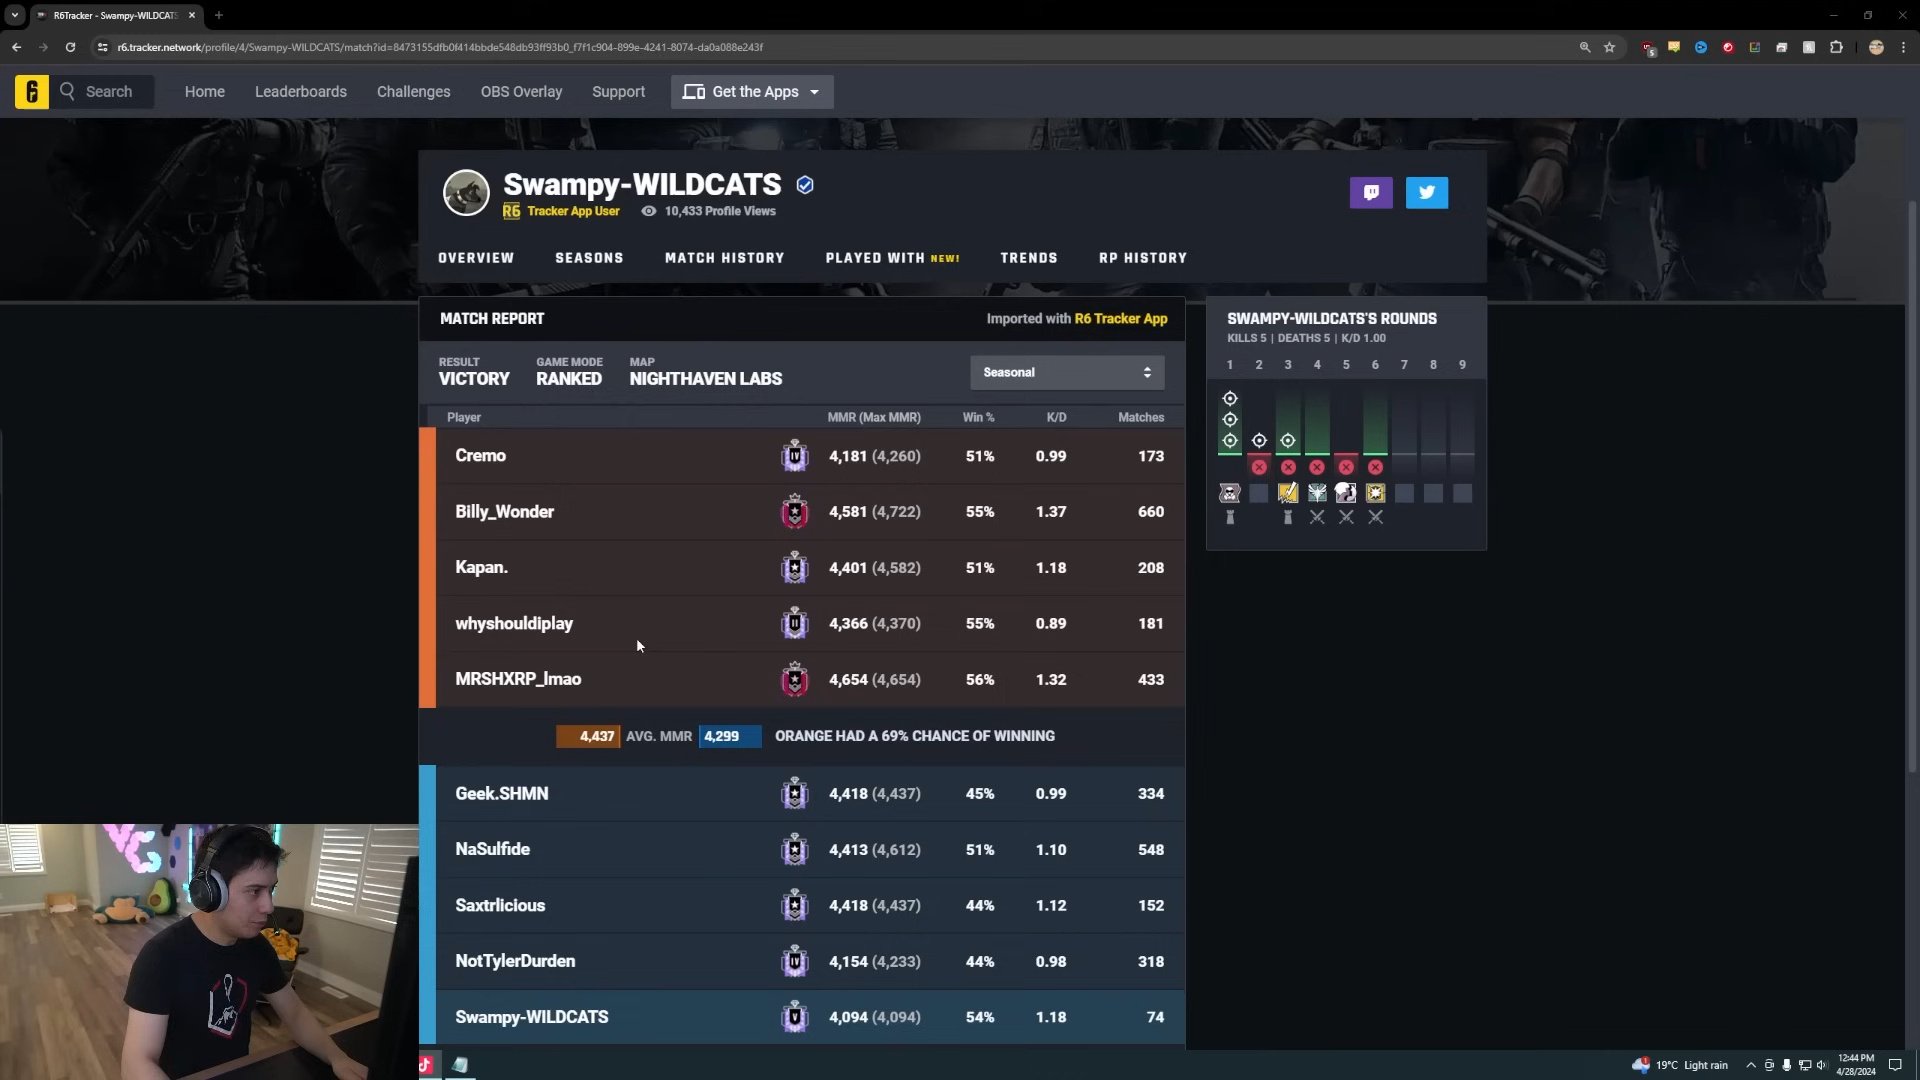 R6Tracker - Swampy-WILDCATS
r6.tracker.network/profile/4/Swampy-WILDCATS/match?id=8473155dfb0f414bbde548db93ff93b0_f7f1c904-899e-4241-8074-da0a088e243f
Search Home Leaderboards Challenges OBS Overlay Support Get the Apps
Swampy-WILDCATS
R6 Tracker App User 10,433 Profile Views
OVERVIEW SEASONS MATCH HISTORY PLAYED WITH NEW! TRENDS RP HISTORY
MATCH REPORT Imported with R6 Tracker App
RESULT GAME MODE MAP
VICTORY RANKED NIGHTHAVEN LABS Seasonal
Player MMR (Max MMR) Win % K/D Matches
Cremo IV 4,181 (4,260) 51% 0.99 173
Billy_Wonder 4,581 (4,722) 55% 1.37 660
Kapan. 4,401 (4,582) 51% 1.18 208
whyshouldiplay II 4,366 (4,370) 55% 0.89 181
MRSHXRP_lmao 4,654 (4,654) 56% 1.32 433
4,437 AVG. MMR 4,299 ORANGE HAD A 69% CHANCE OF WINNING
Geek.SHMN 4,418 (4,437) 45% 0.99 334
NaSulfide 4,413 (4,612) 51% 1.10 548
Saxtrlicious 4,418 (4,437) 44% 1.12 152
NotTylerDurden IV 4,154 (4,233) 44% 0.98 318
Swampy-WILDCATS V 4,094 (4,094) 54% 1.18 74
SWAMPY-WILDCATS'S ROUNDS
KILLS 5 | DEATHS 5 | K/D 1.00
1 2 3 4 5 6 7 8 9
19°C Light rain
12:44 PM
4/28/2024